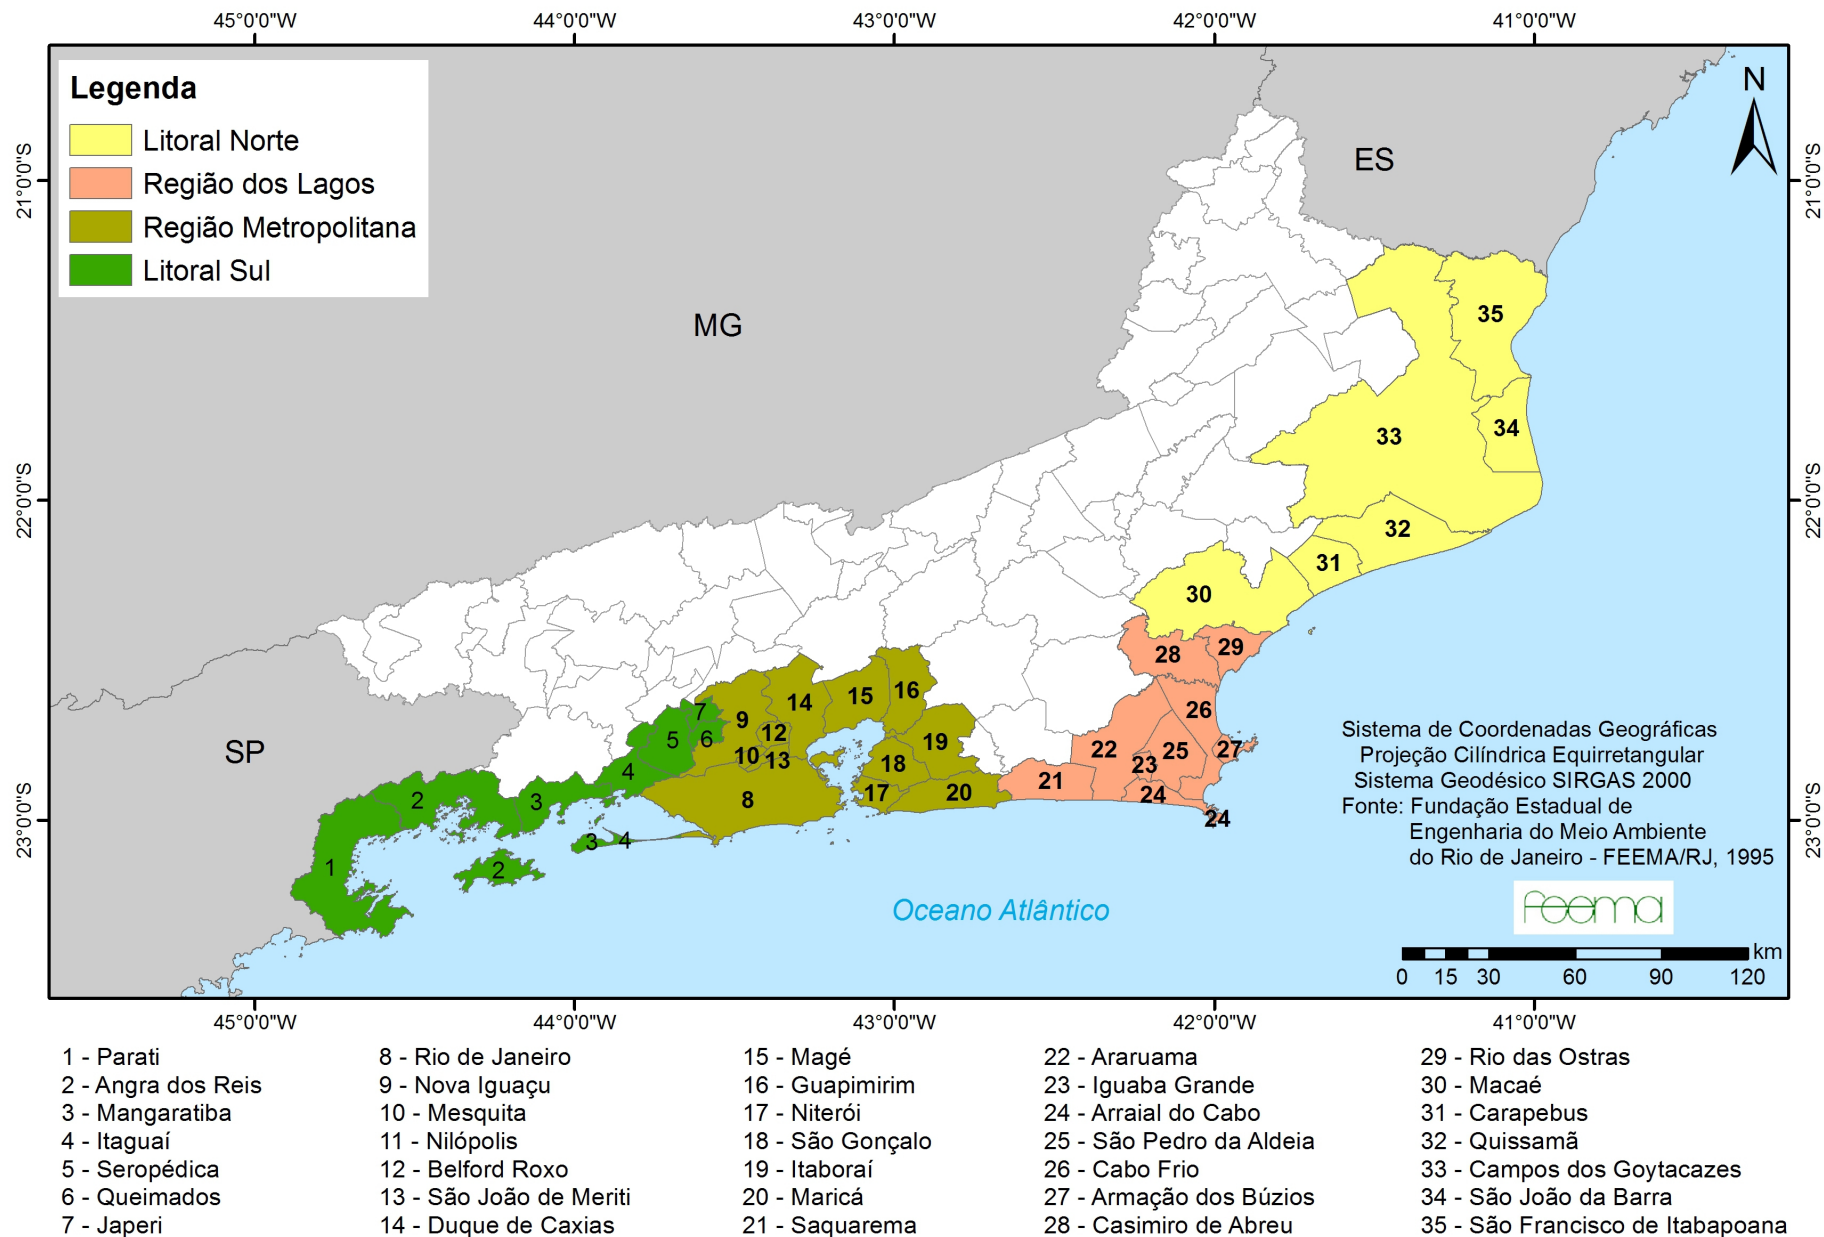 45°0'0"W 44°0'0"W 43°0'0"W 42°0'0"W 41°0'0"W
Legenda
Litoral Norte
Região dos Lagos
Região Metropolitana
Litoral Sul
N
ES
MG
SP
21°0'0"S
22°0'0"S
23°0'0"S
21°0'0"S
22°0'0"S
23°0'0"S
35
34
33
32
31
30
29
28
26
27
25
22
23
24
24
21
16
15
14
9
12
10
13
19
18
17
20
8
7
6
5
4
3
2
1
3
4
2
Oceano Atlântico
Sistema de Coordenadas Geográficas
Projeção Cilíndrica Equirretangular
Sistema Geodésico SIRGAS 2000
Fonte: Fundação Estadual de
Engenharia do Meio Ambiente
do Rio de Janeiro - FEEMA/RJ, 1995
feema
km
0 15 30 60 90 120
45°0'0"W 44°0'0"W 43°0'0"W 42°0'0"W 41°0'0"W
1 - Parati
2 - Angra dos Reis
3 - Mangaratiba
4 - Itaguaí
5 - Seropédica
6 - Queimados
7 - Japeri
8 - Rio de Janeiro
9 - Nova Iguaçu
10 - Mesquita
11 - Nilópolis
12 - Belford Roxo
13 - São João de Meriti
14 - Duque de Caxias
15 - Magé
16 - Guapimirim
17 - Niterói
18 - São Gonçalo
19 - Itaboraí
20 - Maricá
21 - Saquarema
22 - Araruama
23 - Iguaba Grande
24 - Arraial do Cabo
25 - São Pedro da Aldeia
26 - Cabo Frio
27 - Armação dos Búzios
28 - Casimiro de Abreu
29 - Rio das Ostras
30 - Macaé
31 - Carapebus
32 - Quissamã
33 - Campos dos Goytacazes
34 - São João da Barra
35 - São Francisco de Itabapoana